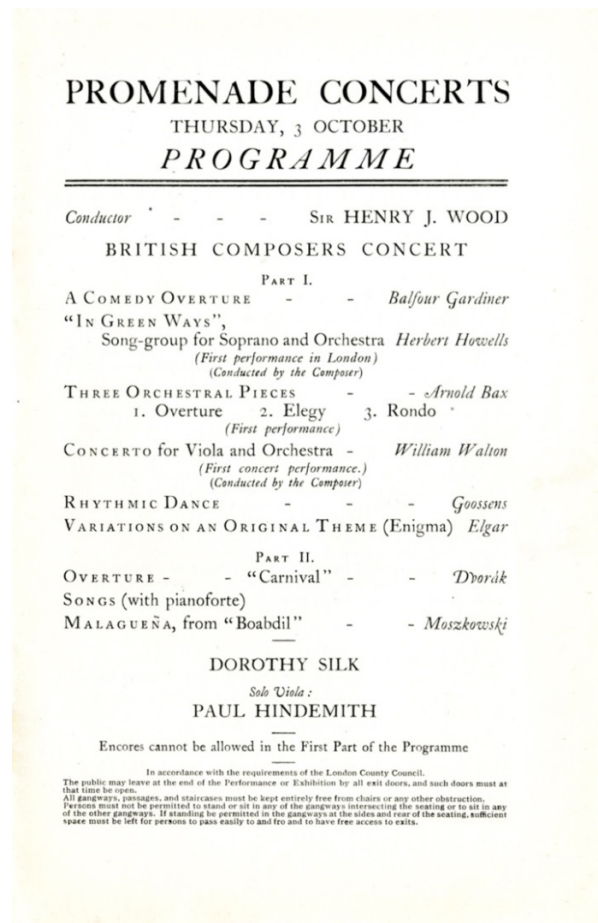 PROMENADE CONCERTS
THURSDAY, 3 OCTOBER
PROGRAMME
Conductor - - - SIR HENRY J. WOOD
BRITISH COMPOSERS CONCERT
PART I.
A COMEDY OVERTURE - - Balfour Gardiner
"IN GREEN WAYS",
Song-group for Soprano and Orchestra Herbert Howells
(First performance in London)
(Conducted by the Composer)
THREE ORCHESTRAL PIECES - - Arnold Bax
1. Overture 2. Elegy 3. Rondo
(First performance)
CONCERTO for Viola and Orchestra - William Walton
(First concert performance.)
(Conducted by the Composer)
RHYTHMIC DANCE - - - Goossens
VARIATIONS ON AN ORIGINAL THEME (Enigma) Elgar
PART II.
OVERTURE - - "Carnival" - - Dvorák
SONGS (with pianoforte)
MALAGUEÑA, from "Boabdil" - - Moszkowski
DOROTHY SILK
Solo Viola :
PAUL HINDEMITH
Encores cannot be allowed in the First Part of the Programme
In accordance with the requirements of the London County Council.
The public may leave at the end of the Performance or Exhibition by all exit doors, and such doors must at
that time be open.
All gangways, passages, and staircases must be kept entirely free from chairs or any other obstruction.
Persons must not be permitted to stand or sit in any of the gangways intersecting the seating or to sit in any
of the other gangways. If standing be permitted in the gangways at the sides and rear of the seating, sufficient
space must be left for persons to pass easily to and fro and to have free access to exits.